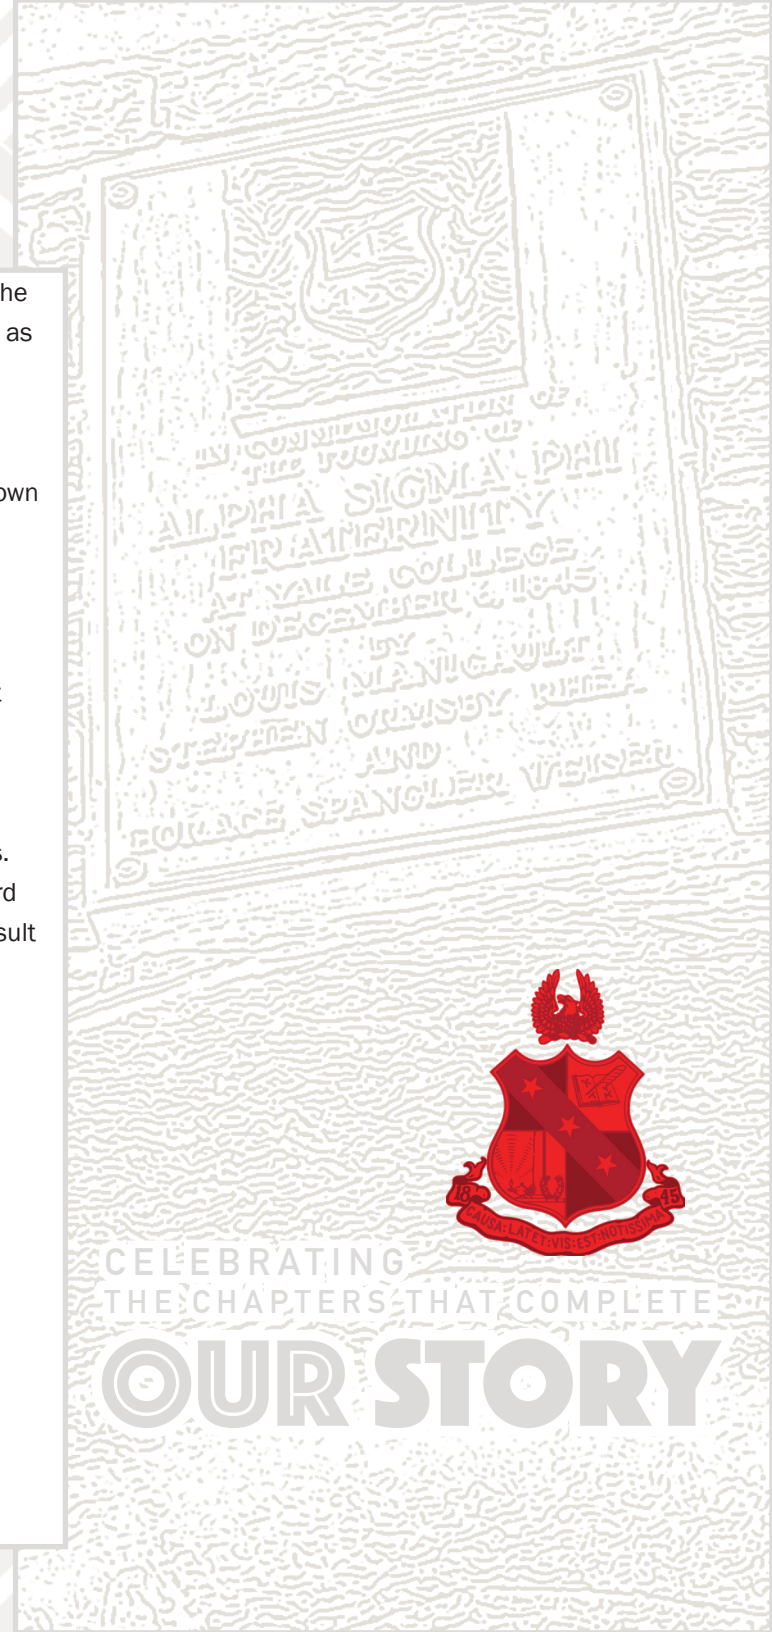 he
as
own
s.
rd
sult
IN COMMEMORATION OF
THE FOUNDING OF
ALPHA SIGMA PHI
FRATERNITY
AT YALE COLLEGE
ON DECEMBER 6, 1845
BY
LOUIS MANIGAULT
STEPHEN ORMSBY RHEE
AND
HORACE SPANGLER WEISER
18 45
CAUSA:LATET:VIS:EST:NOTISSIMA
CELEBRATING
THE CHAPTERS THAT COMPLETE
OUR STORY